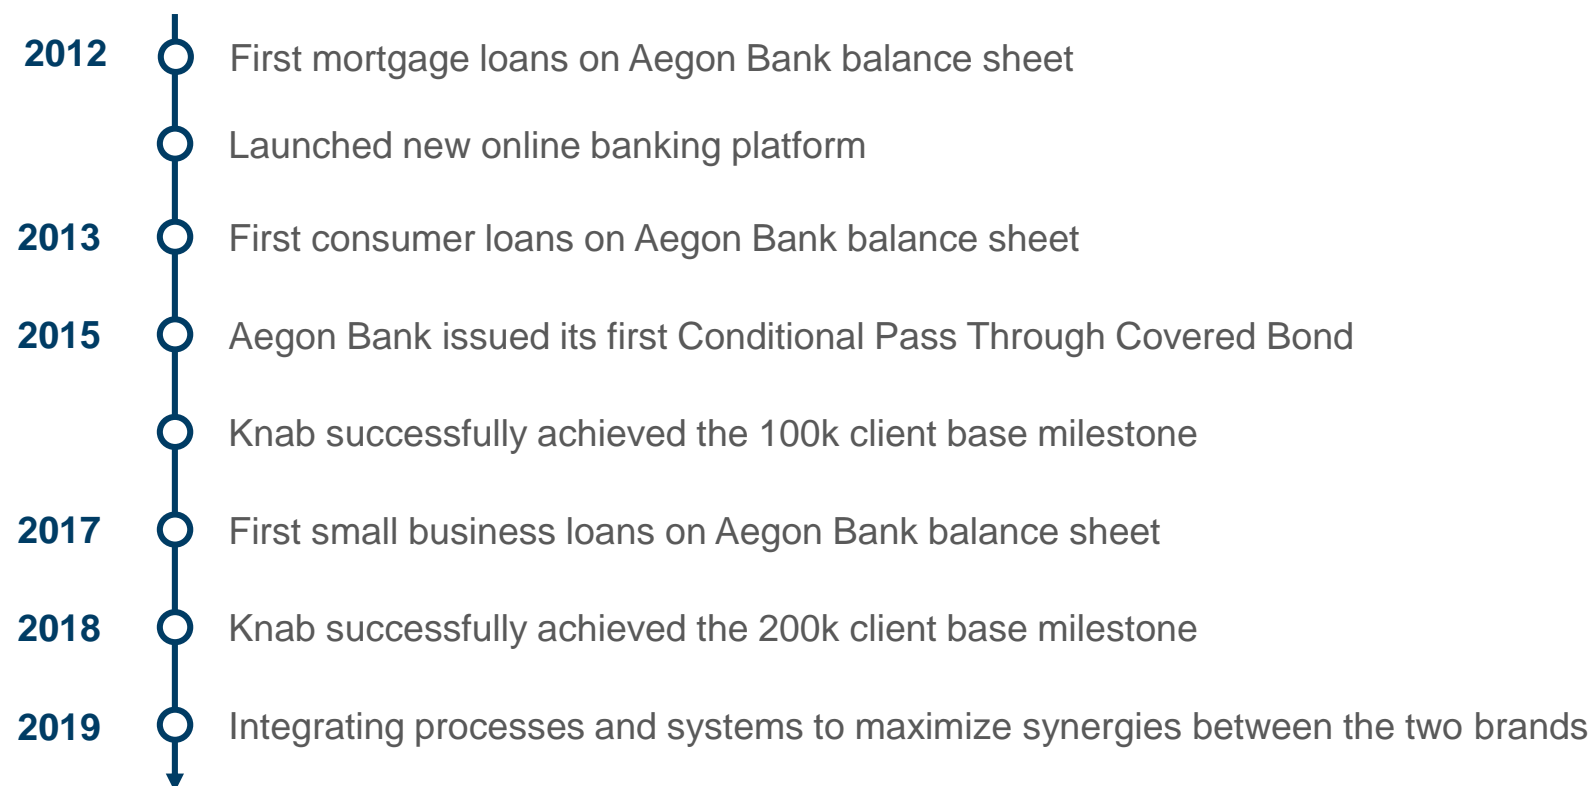 2012 First mortgage loans on Aegon Bank balance sheet
Launched new online banking platform
2013 First consumer loans on Aegon Bank balance sheet
2015 Aegon Bank issued its first Conditional Pass Through Covered Bond
Knab successfully achieved the 100k client base milestone
2017 First small business loans on Aegon Bank balance sheet
2018 Knab successfully achieved the 200k client base milestone
2019 Integrating processes and systems to maximize synergies between the two brands